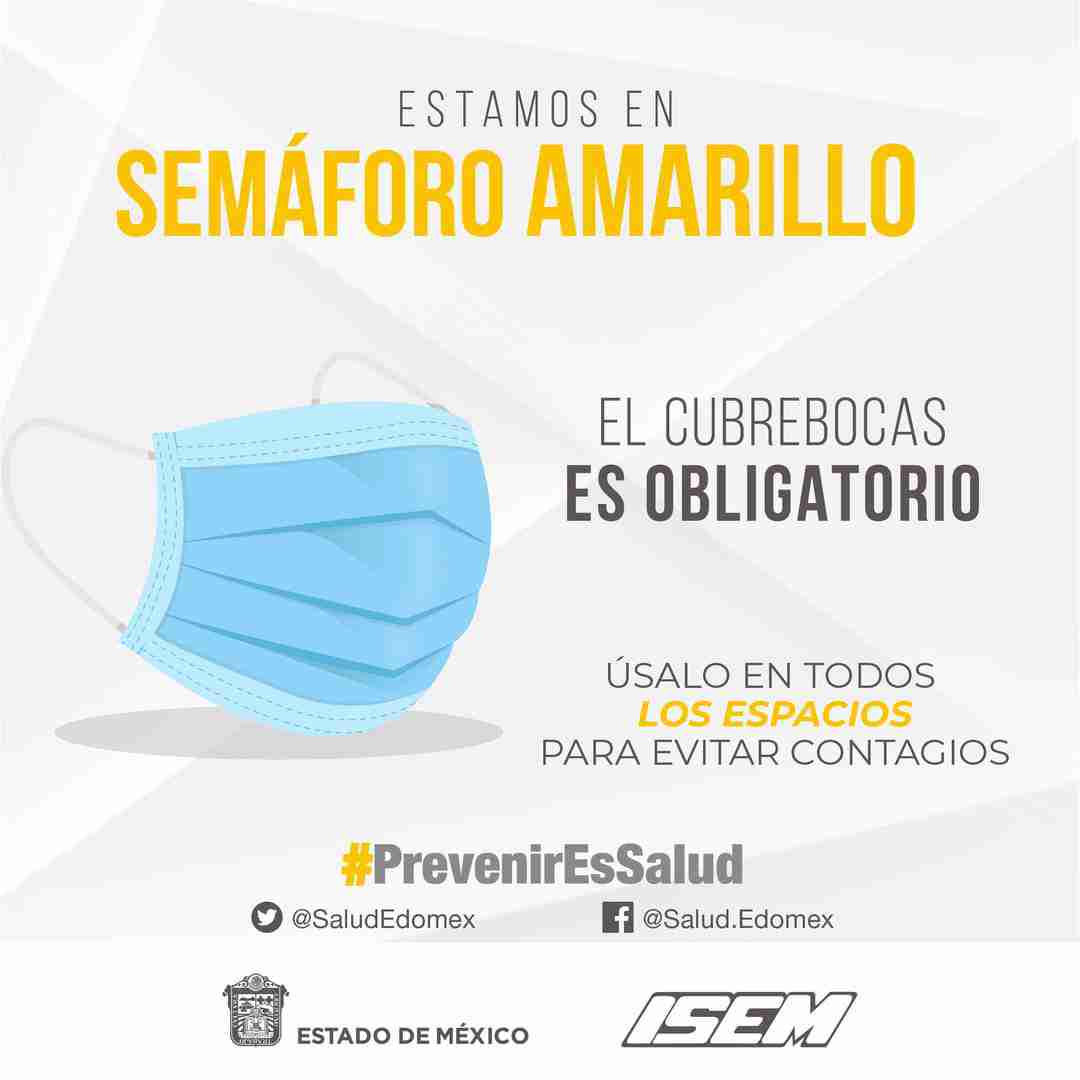 ESTAMOS EN
SEMÁFORO AMARILLO
EL CUBREBOCAS
ES OBLIGATORIO
ÚSALO EN TODOS
LOS ESPACIOS
PARA EVITAR CONTAGIOS
#PrevenirEsSalud
@SaludEdomex @Salud.Edomex
ESTADO DE MÉXICO ISEM